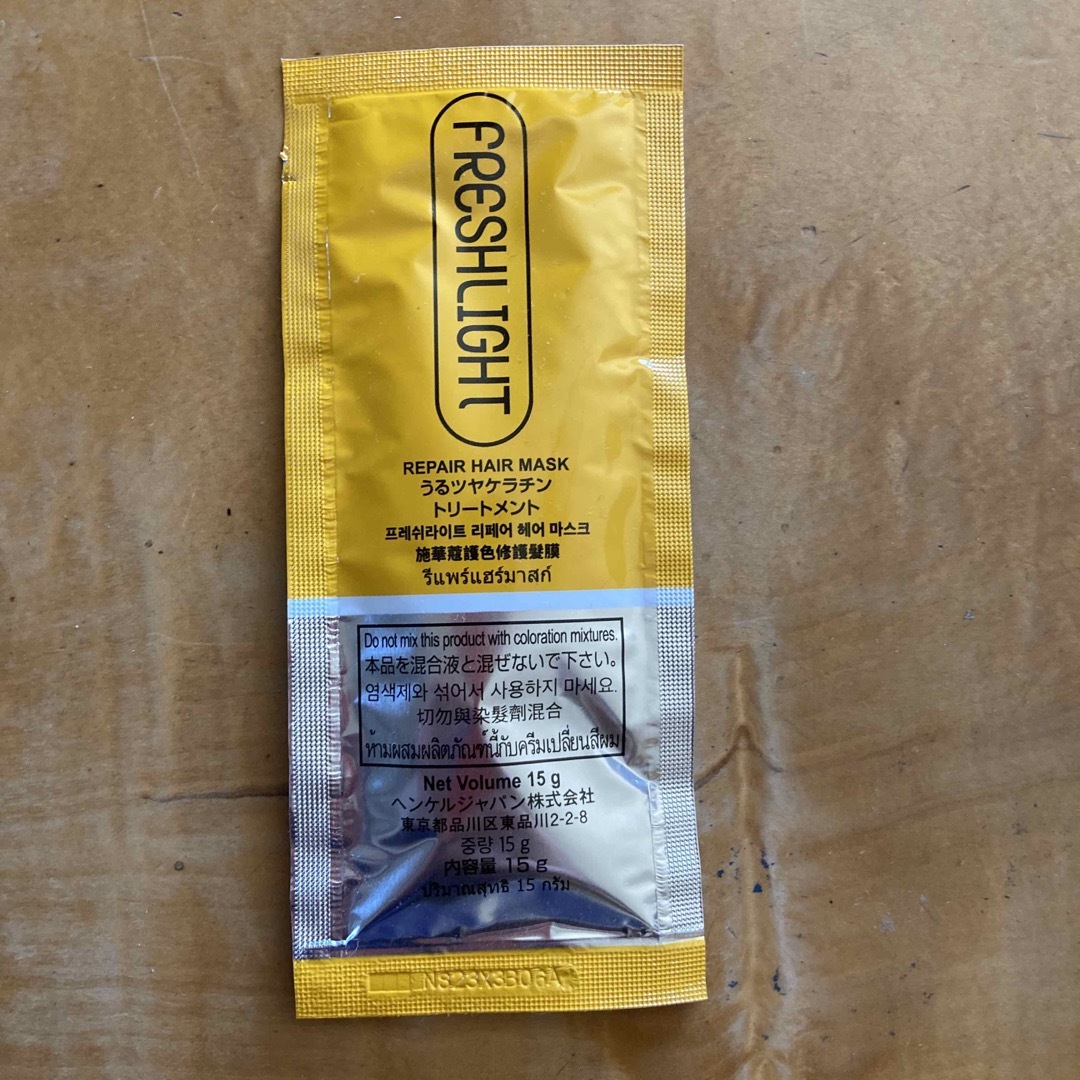 FRESHLIGHT
REPAIR HAIR MASK
うるツヤケラチン
トリートメント
프레쉬라이트 리페어 헤어 마스크
施華蔻護色修護髮膜
รีแพร์แฮร์มาสก์
Do not mix this product with coloration mixtures.
本品を混合液と混ぜないで下さい。
염색제와 섞어서 사용하지 마세요.
切勿與染髮劑混合
ห้ามผสมผลิตภัณฑ์นี้กับครีมเปลี่ยนสีผม
Net Volume 15 g
ヘンケルジャパン株式会社
東京都品川区東品川2-2-8
중량 15 g
内容量 15 g
ปริมาณสุทธิ 15 กรัม
NS23X3B06A